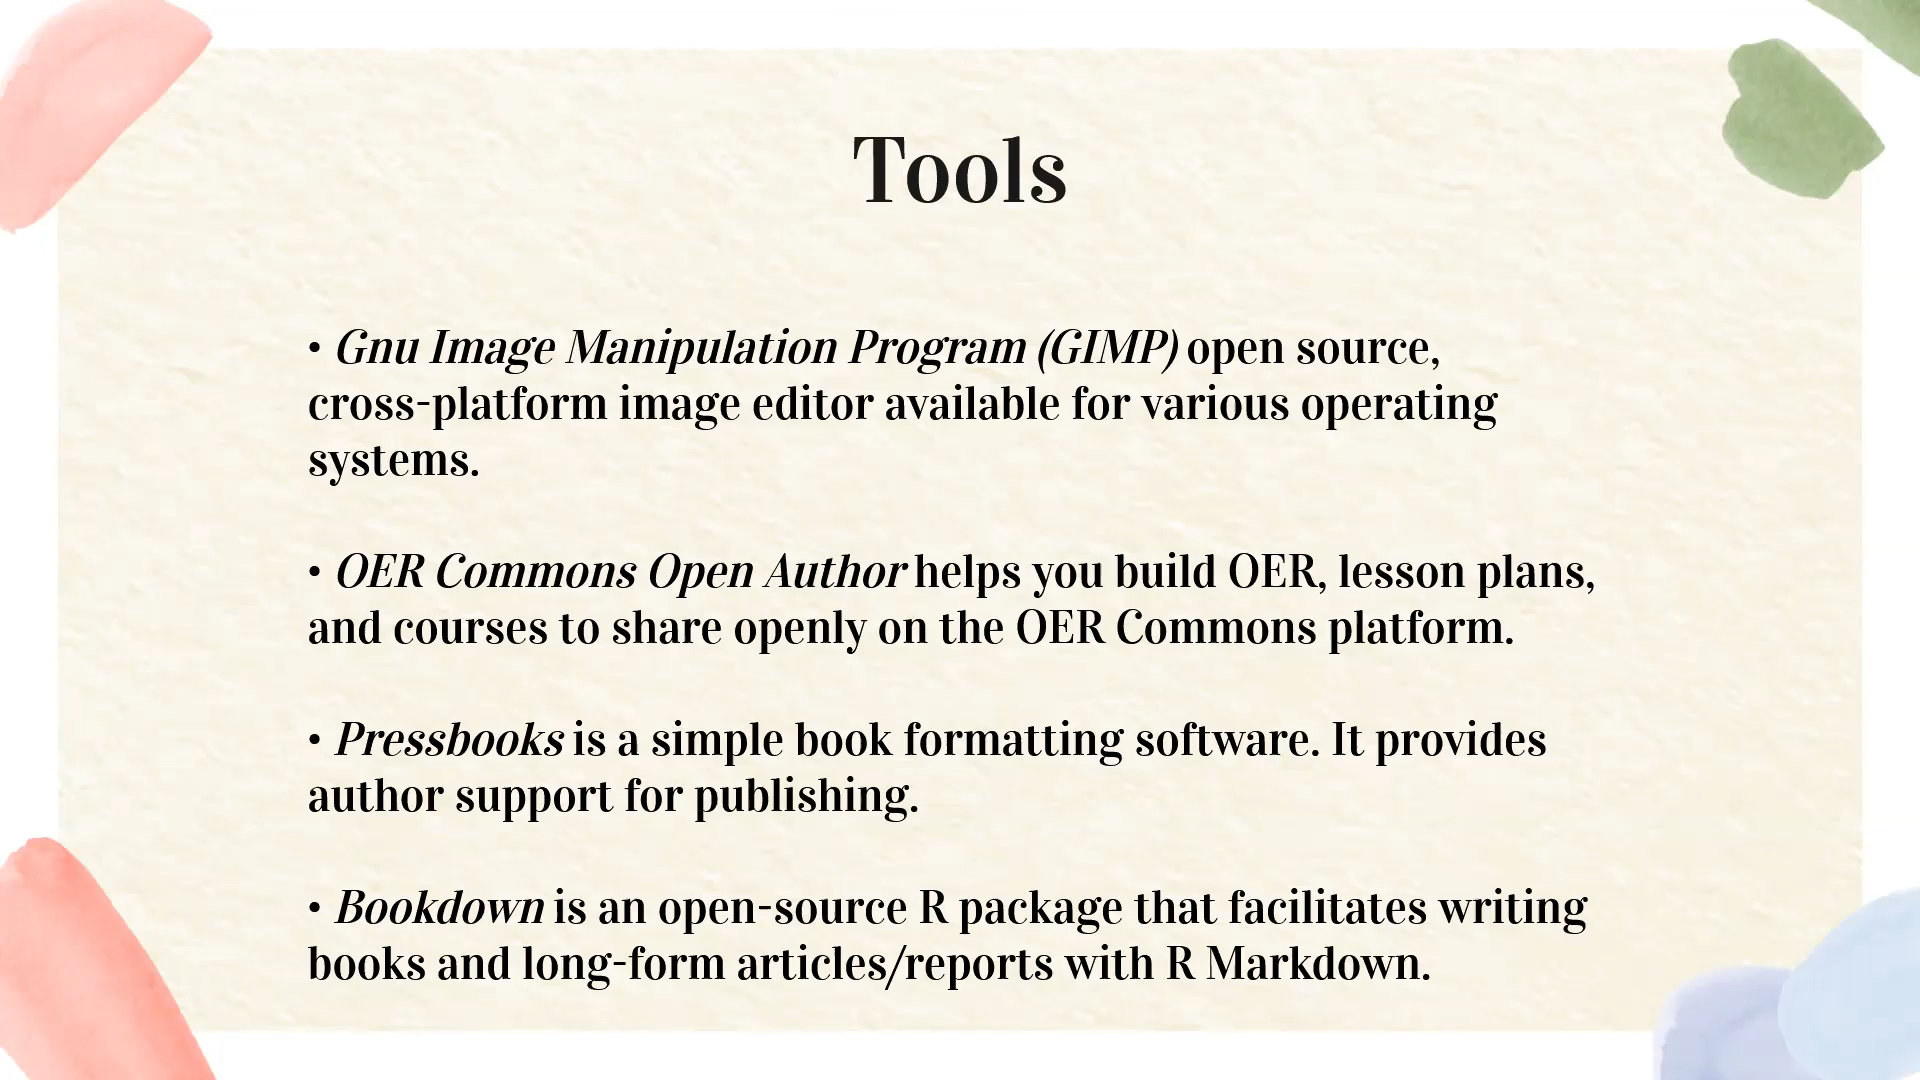 Tools
• Gnu Image Manipulation Program (GIMP) open source,
cross-platform image editor available for various operating
systems.
• OER Commons Open Author helps you build OER, lesson plans,
and courses to share openly on the OER Commons platform.
• Pressbooks is a simple book formatting software. It provides
author support for publishing.
• Bookdown is an open-source R package that facilitates writing
books and long-form articles/reports with R Markdown.